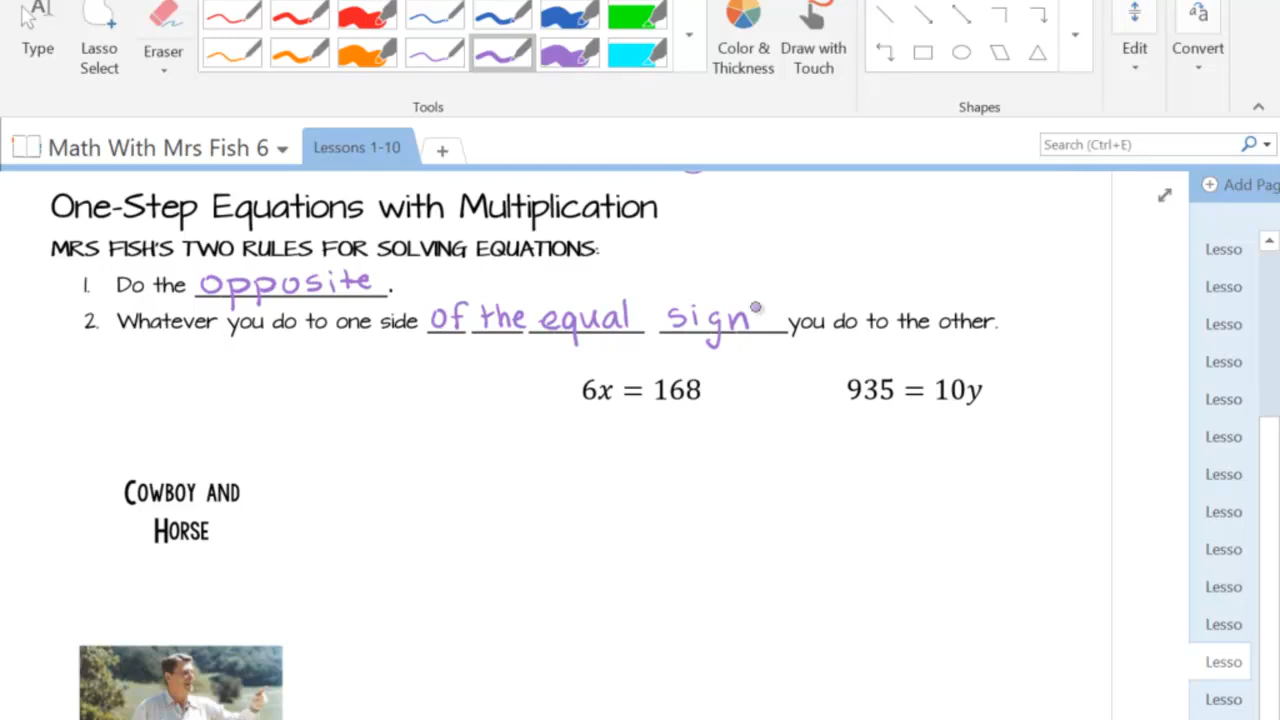 Type
Lasso Select
Eraser
Color & Thickness
Draw with Touch
Edit
Convert
Tools
Shapes
Math With Mrs Fish 6
Lessons 1-10
+
Search (Ctrl+E)
Add Pag
One-Step Equations with Multiplication
MRS FISH'S TWO RULES FOR SOLVING EQUATIONS:
1. Do the opposite.
2. Whatever you do to one side of the equal sign you do to the other.
6x = 168
935 = 10y
COWBOY AND
HORSE
Lesso
Lesso
Lesso
Lesso
Lesso
Lesso
Lesso
Lesso
Lesso
Lesso
Lesso
Lesso
Lesso